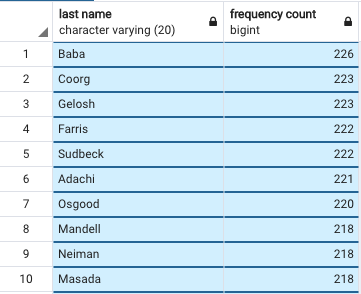 last name frequency count
character varying (20) bigint
1 Baba 226
2 Coorg 223
3 Gelosh 223
4 Farris 222
5 Sudbeck 222
6 Adachi 221
7 Osgood 220
8 Mandell 218
9 Neiman 218
10 Masada 218